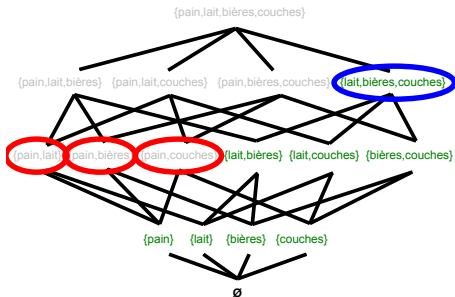 {pain,lait,bières,couches}
{pain,lait,bières} {pain,lait,couches} {pain,bières,couches} {lait,bières,couches}
{pain,lait} {pain,bières} {pain,couches} {lait,bières} {lait,couches} {bières,couches}
{pain} {lait} {bières} {couches}
ø